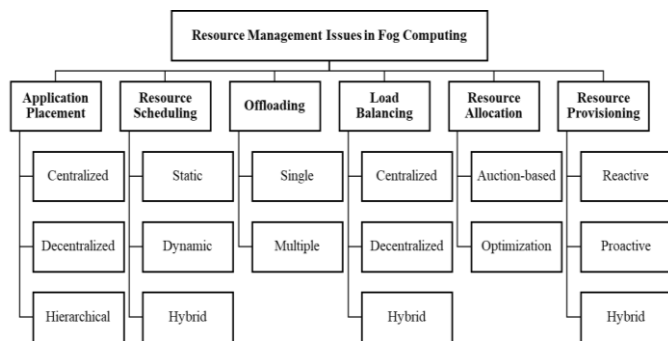 Resource Management Issues in Fog Computing
Application
Placement
Resource
Scheduling
Offloading
Load
Balancing
Resource
Allocation
Resource
Provisioning
Centralized
Static
Single
Centralized
Auction-based
Reactive
Decentralized
Dynamic
Multiple
Decentralized
Optimization
Proactive
Hierarchical
Hybrid
Hybrid
Hybrid